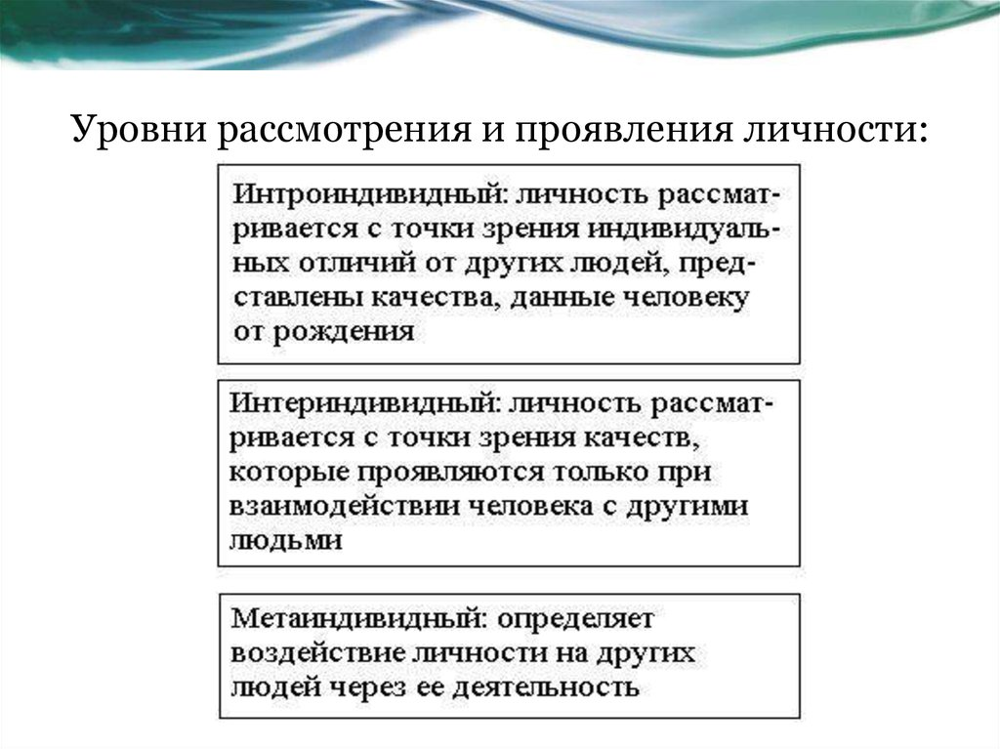 Уровни рассмотрения и проявления личности:
Интроиндивидный: личность рассмат-
ривается с точки зрения индивидуаль-
ных отличий от других людей, пред-
ставлены качества, данные человеку
от рождения
Интериндивидный: личность рассмат-
ривается с точки зрения качеств,
которые проявляются только при
взаимодействии человека с другими
людьми
Метаиндивидный: определяет
воздействие личности на других
людей через ее деятельность